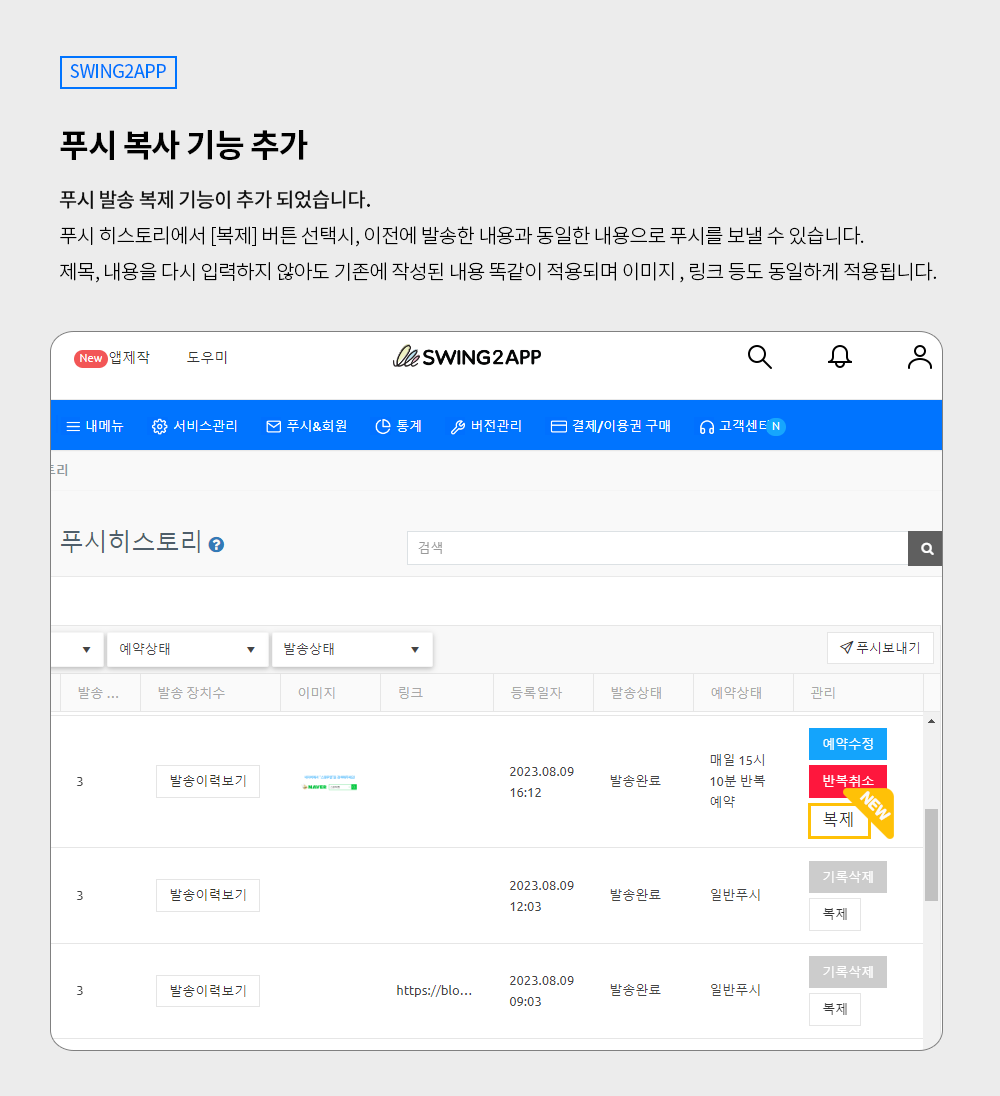 SWING2APP
푸시 복사 기능 추가
푸시 발송 복제 기능이 추가 되었습니다.
푸시 히스토리에서 [복제] 버튼 선택시, 이전에 발송한 내용과 동일한 내용으로 푸시를 보낼 수 있습니다.
제목, 내용을 다시 입력하지 않아도 기존에 작성된 내용 똑같이 적용되며 이미지 , 링크 등도 동일하게 적용됩니다.
New 앱제작 도우미 SWING2APP
내메뉴 서비스관리 푸시&회원 통계 버전관리 결제/이용권 구매 고객센터 N
토리
푸시히스토리 ?
검색
예약상태 발송상태 푸시보내기
발송 ... 발송 장치수 이미지 링크 등록일자 발송상태 예약상태 관리
3 발송이력보기 NAVER 2023.08.09 16:12 발송완료 매일 15시 10분 반복 예약
예약수정
반복취소
복제 NEW
3 발송이력보기 2023.08.09 12:03 발송완료 일반푸시
기록삭제
복제
3 발송이력보기 https://blo... 2023.08.09 09:03 발송완료 일반푸시
기록삭제
복제